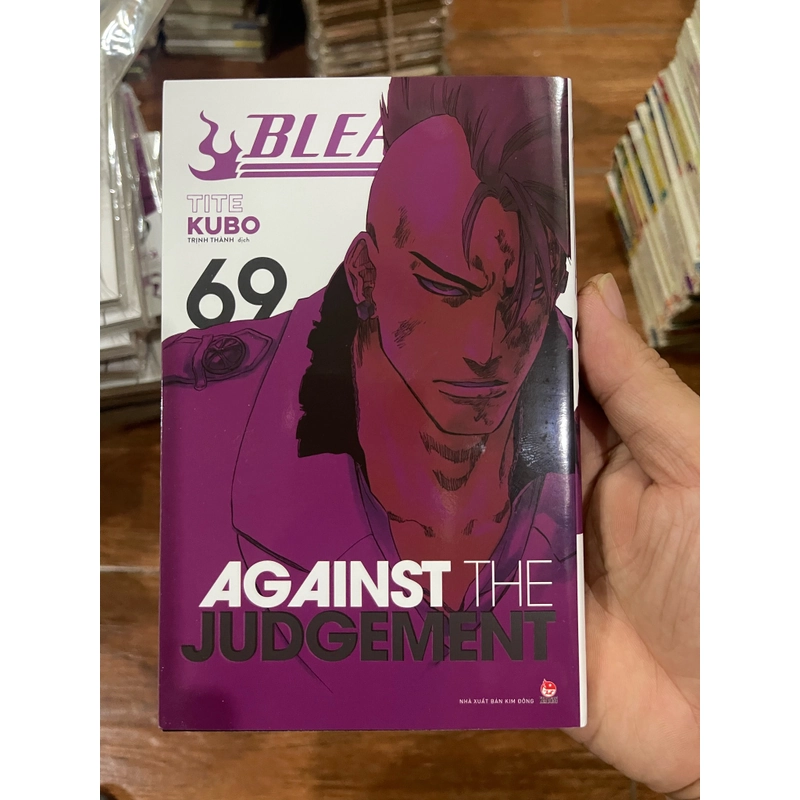 BLEA
TITE
KUBO
TRỊNH THÀNH dịch
69
AGAINST THE
JUDGEMENT
NHÀ XUẤT BẢN KIM ĐỒNG